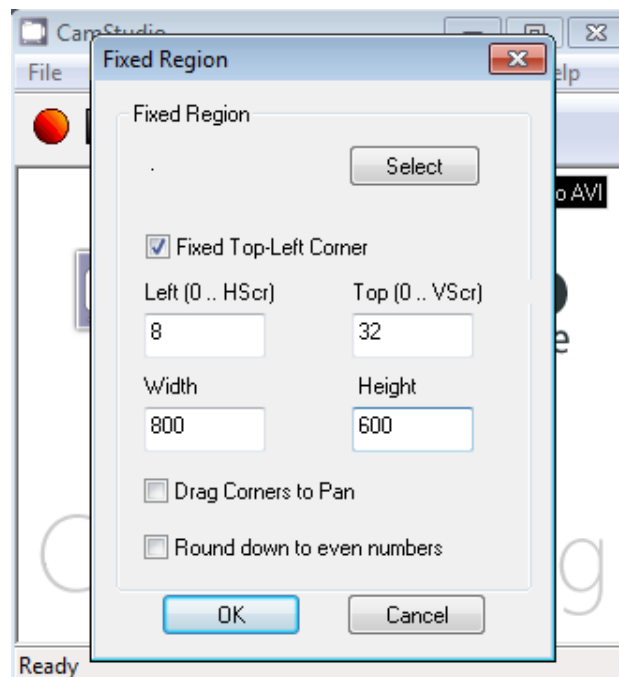 CamStudio
Fixed Region
File
elp
Fixed Region
.
Select
o AVI
Fixed Top-Left Corner
Left (0 .. HScr)
Top (0 .. VScr)
8
32
e
Width
Height
800
600
Drag Corners to Pan
Round down to even numbers
g
OK
Cancel
Ready